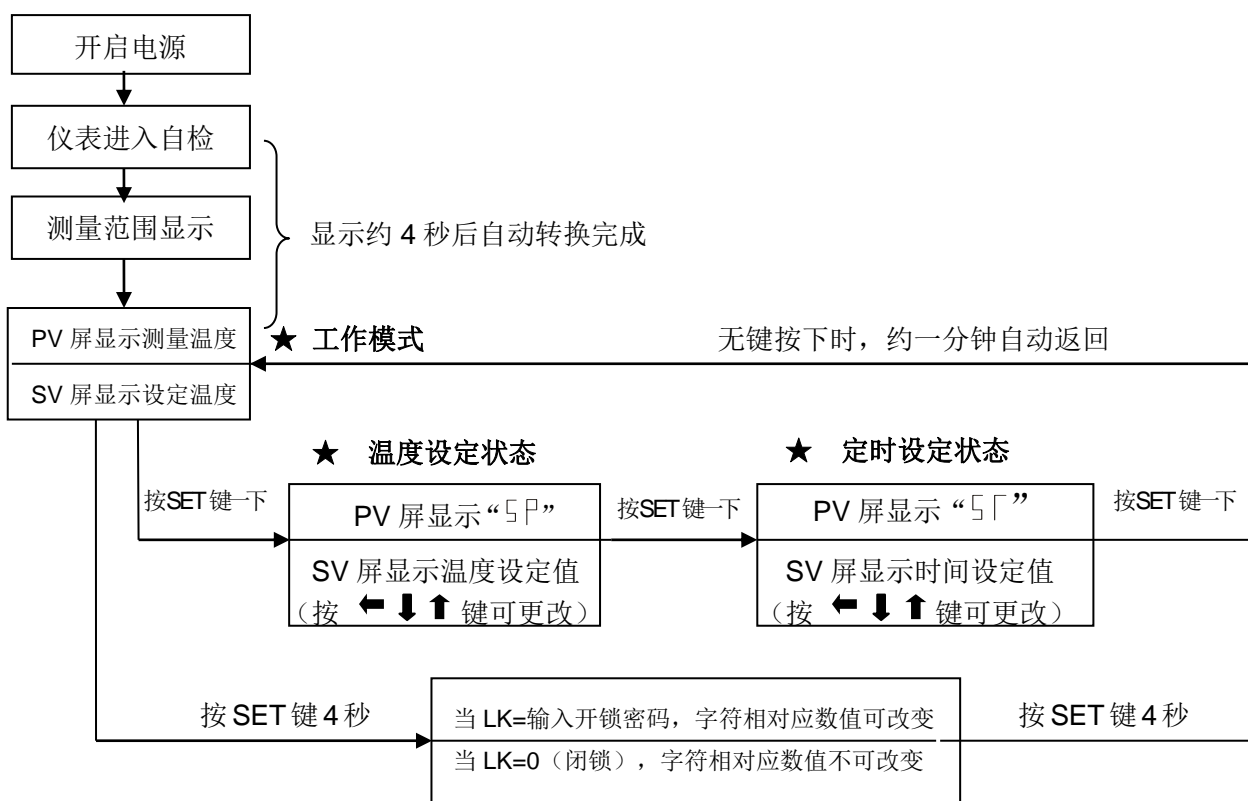 开启电源
仪表进入自检
测量范围显示
显示约 4 秒后自动转换完成
PV 屏显示测量温度
★ 工作模式
无键按下时，约一分钟自动返回
SV 屏显示设定温度
★ 温度设定状态
★ 定时设定状态
按SET键一下
PV 屏显示“SP”
按SET键一下
PV 屏显示“ST”
按SET键一下
SV 屏显示温度设定值
（按 ⬅ ⬇ ⬆ 键可更改）
SV 屏显示时间设定值
（按 ⬅ ⬇ ⬆ 键可更改）
按 SET 键 4 秒
当 LK=输入开锁密码，字符相对应数值可改变
当 LK=0（闭锁），字符相对应数值不可改变
按 SET 键 4 秒